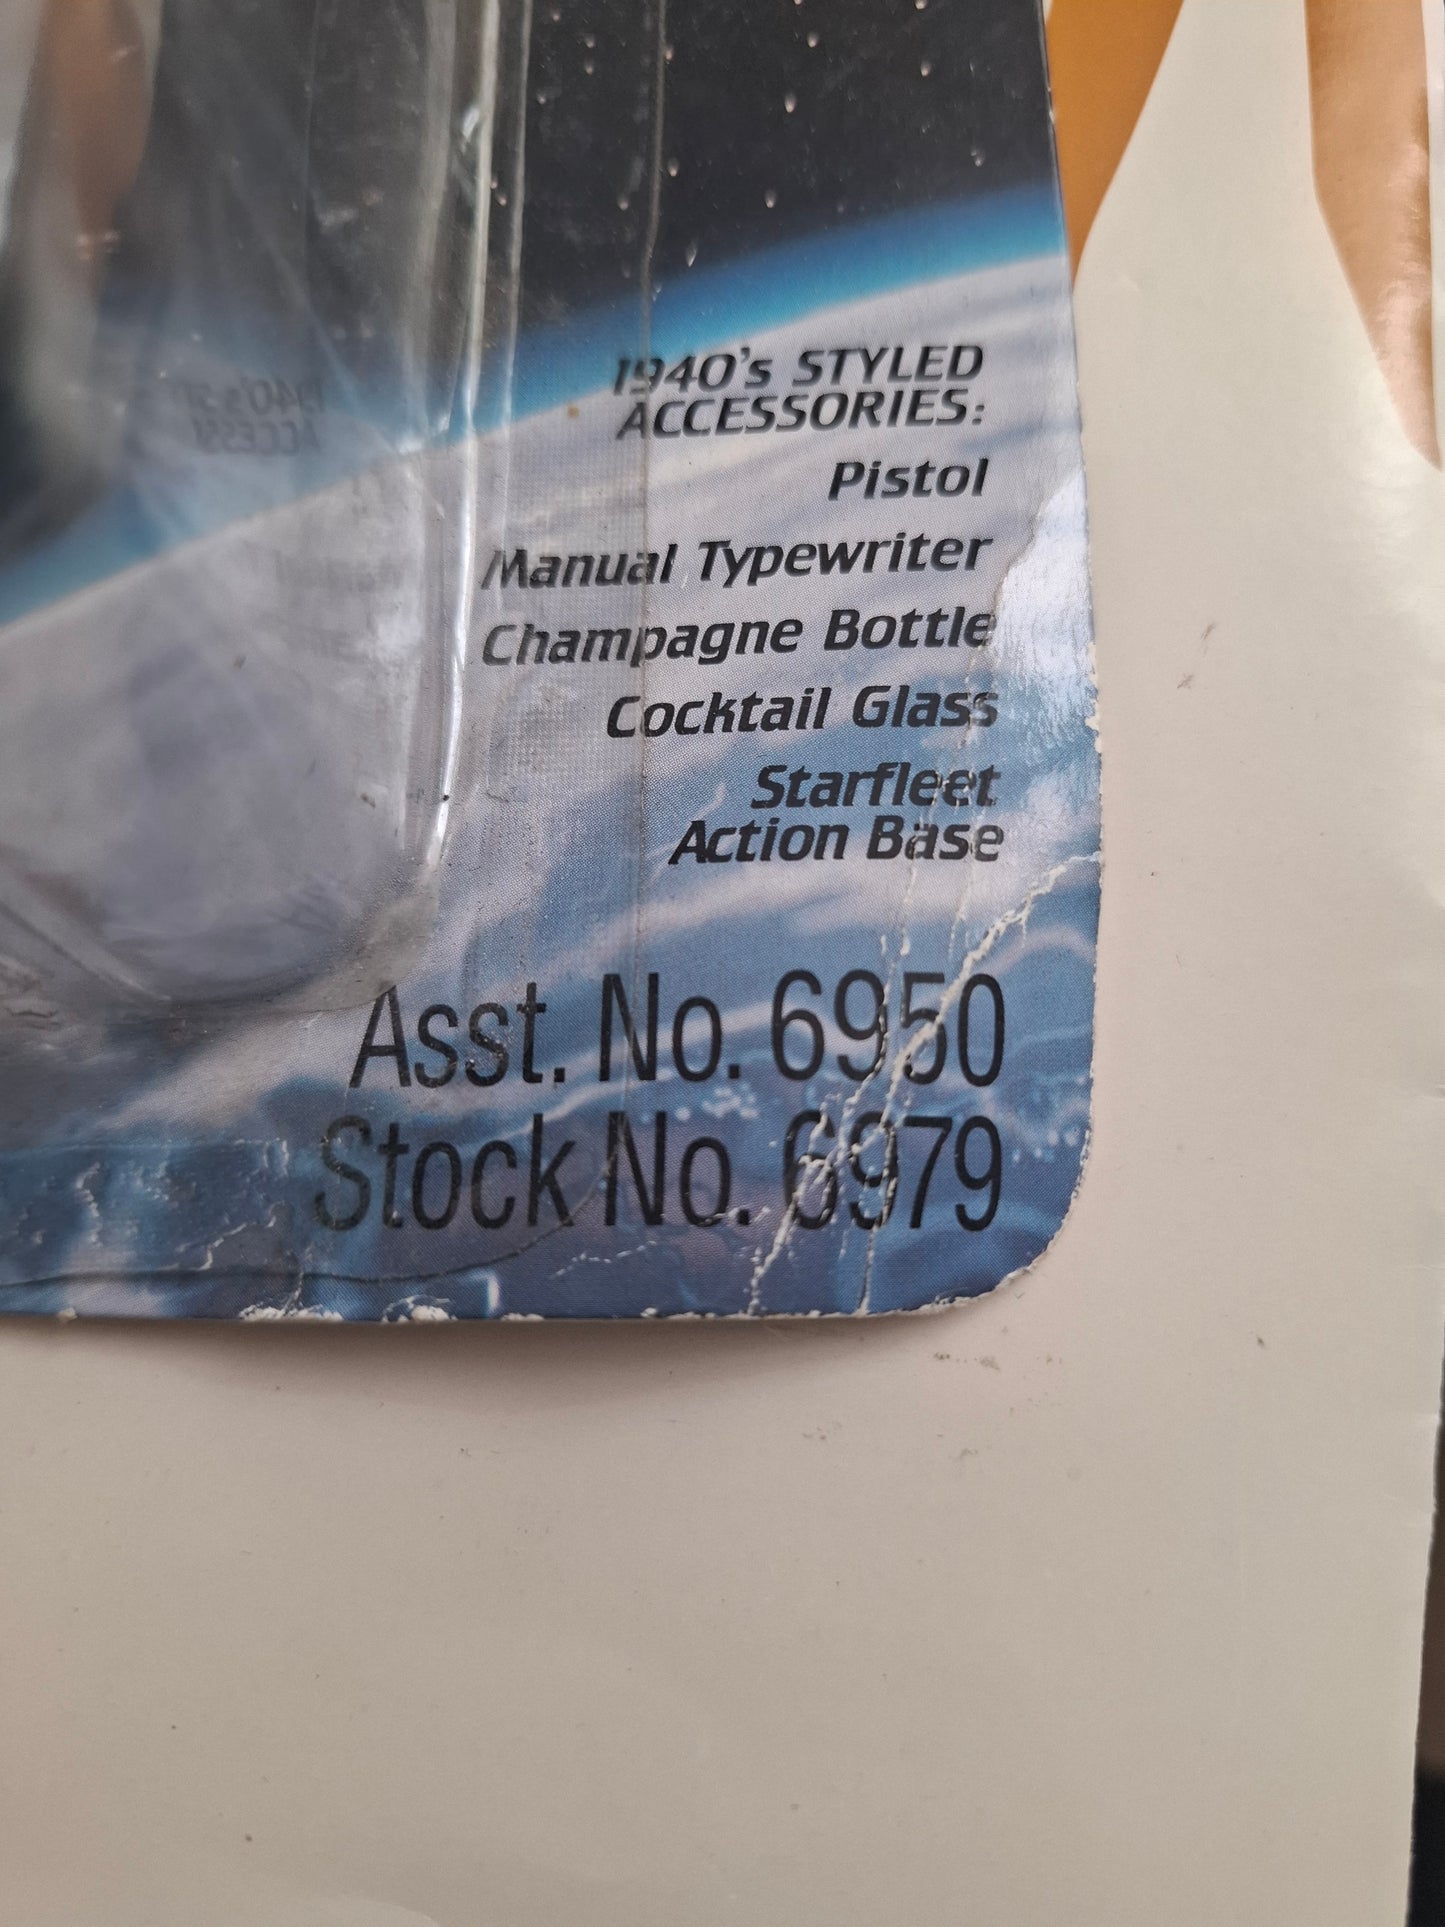 1940's STYLED
ACCESSORIES:
Pistol
Manual Typewriter
Champagne Bottle
Cocktail Glass
Starfleet
Action Base
Asst. No. 6950
Stock No. 6979